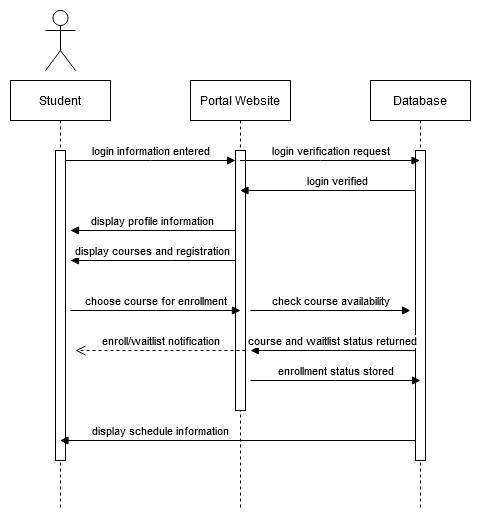 Student
Portal Website
Database
login information entered
login verification request
login verified
display profile information
display courses and registration
choose course for enrollment
check course availability
enroll/waitlist notification
course and waitlist status returned
enrollment status stored
display schedule information